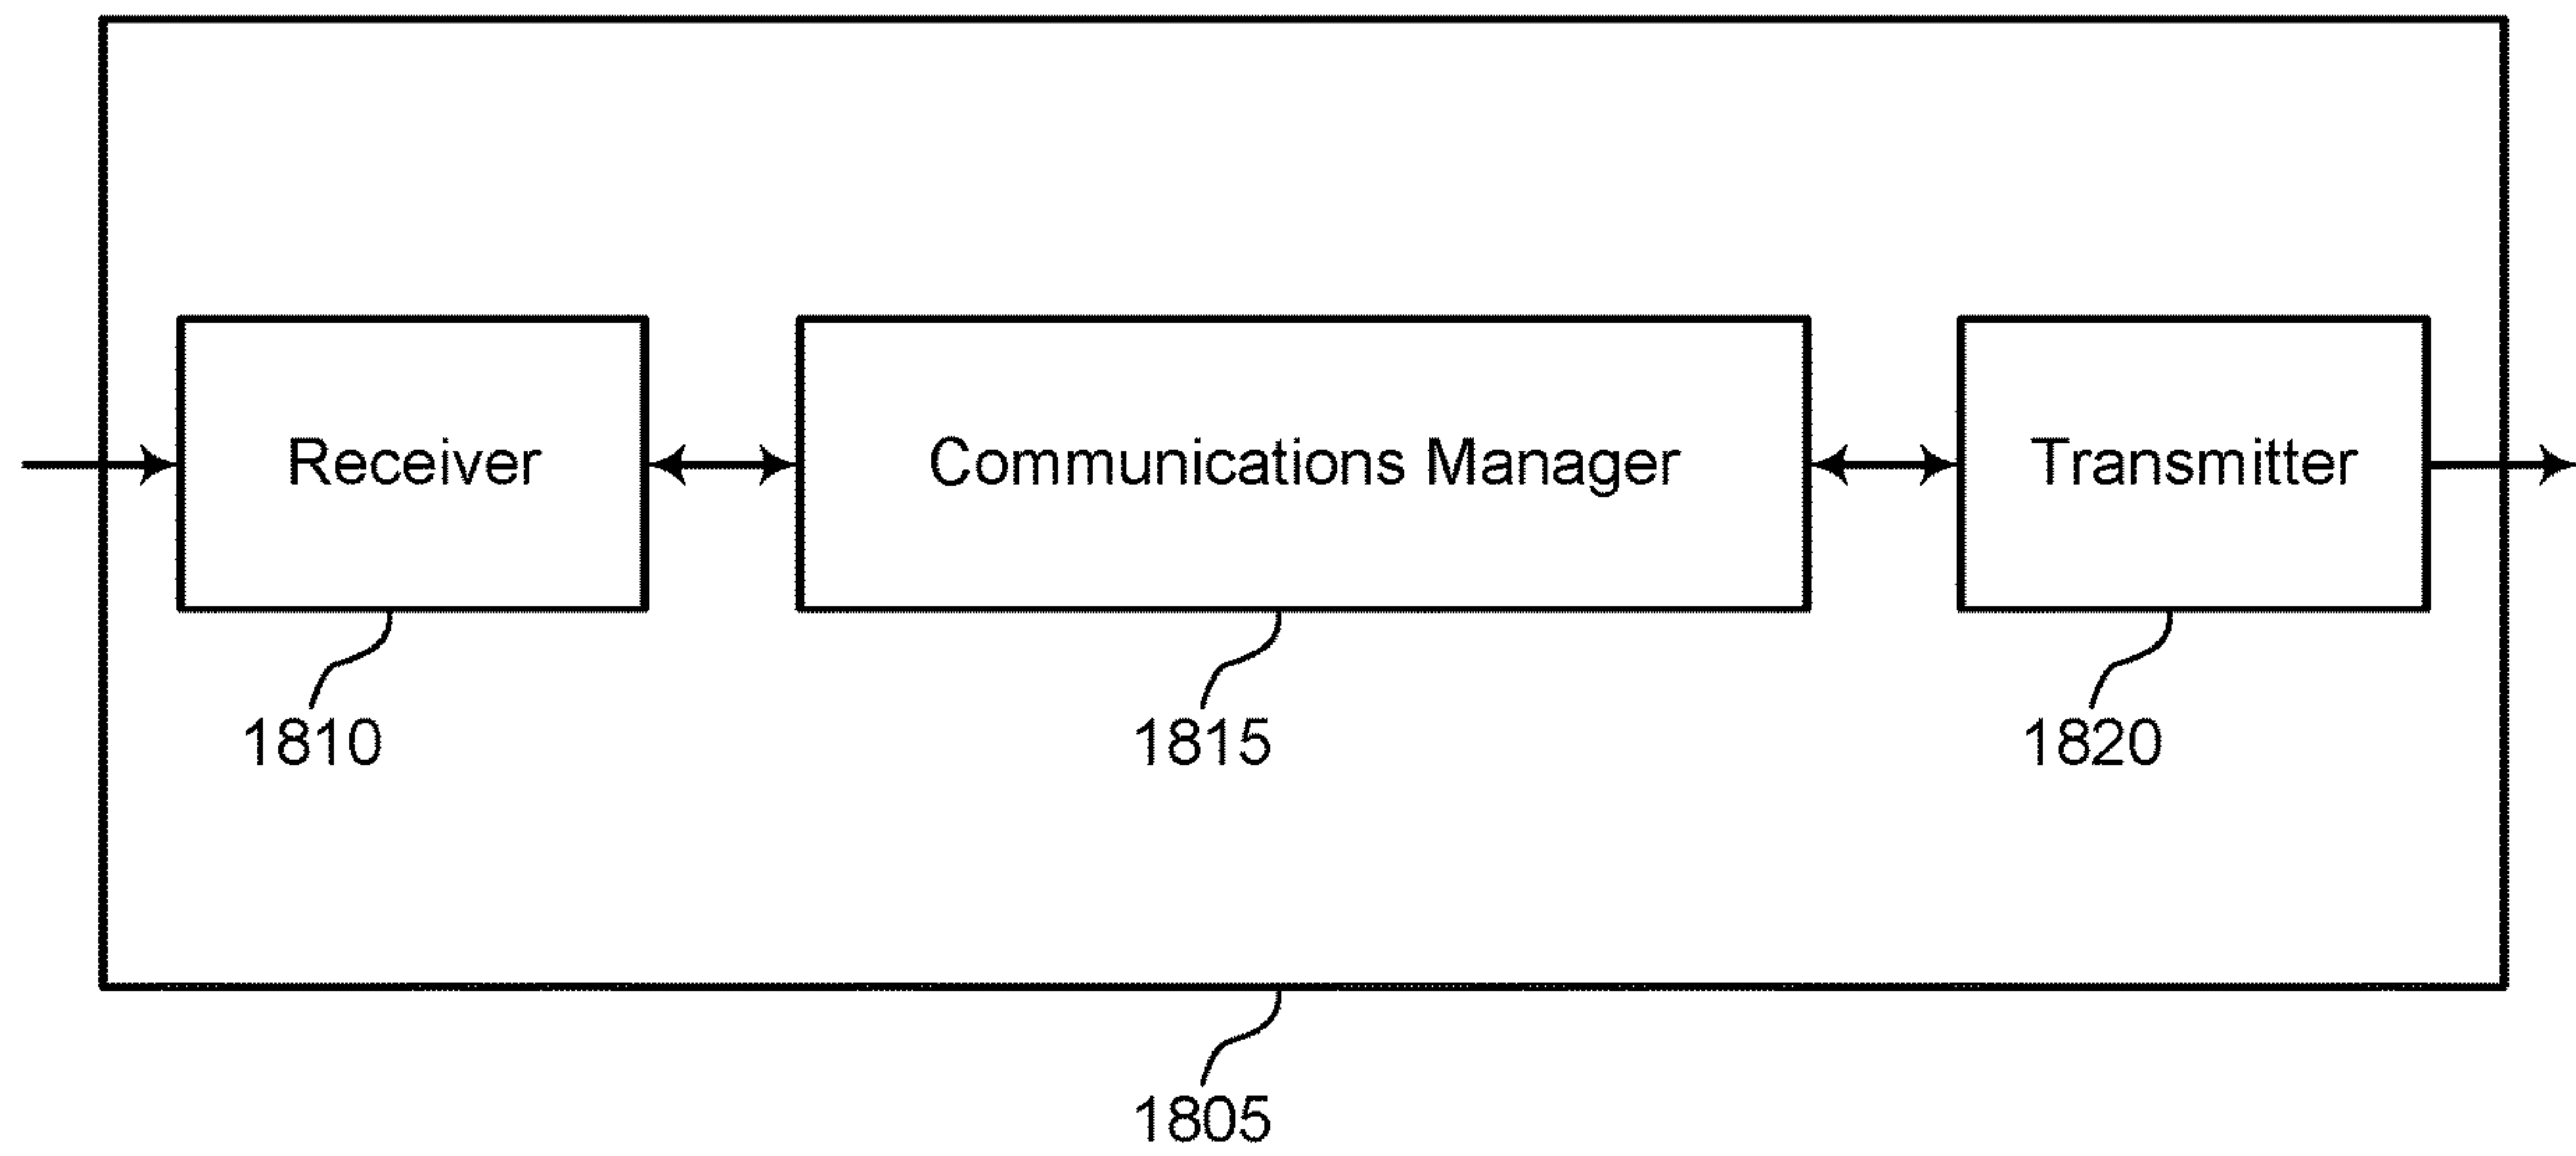 Receiver
Communications Manager
Transmitter
1810
1815
1820
1805